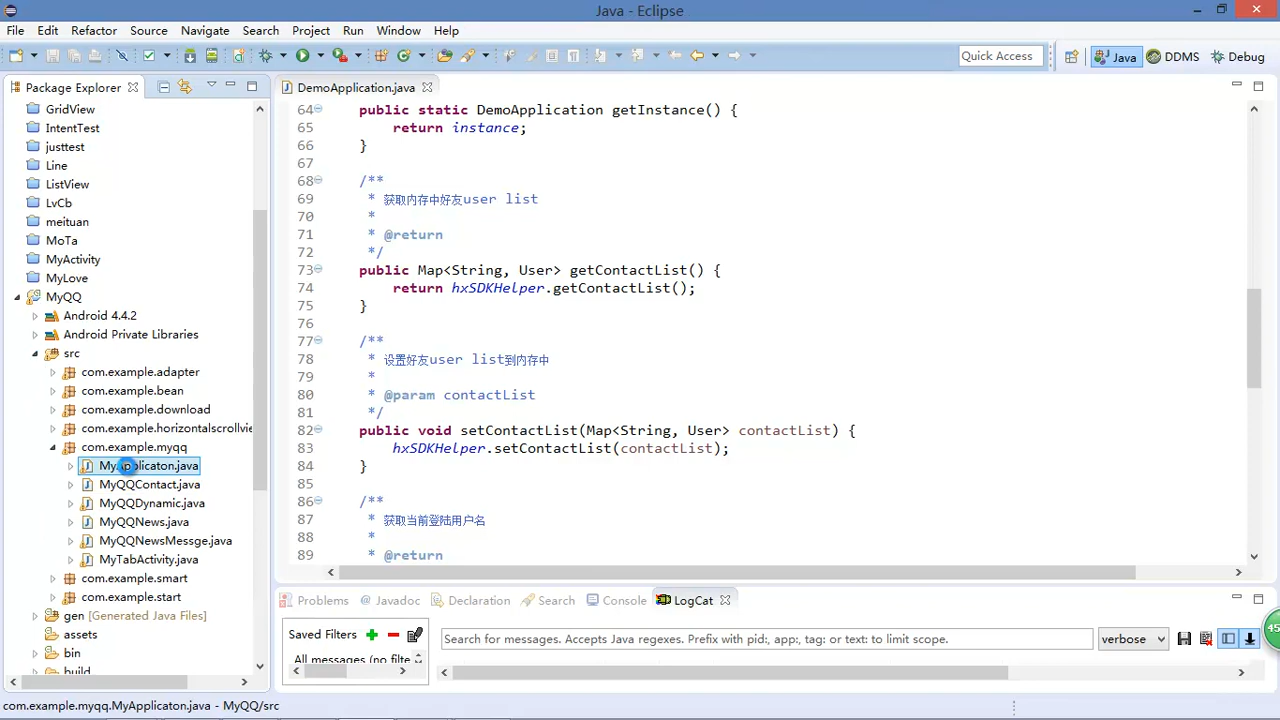 Java - Eclipse
File Edit Refactor Source Navigate Search Project Run Window Help
Quick Access Java DDMS Debug
Package Explorer
GridView
IntentTest
justtest
Line
ListView
LvCb
meituan
MoTa
MyActivity
MyLove
MyQQ
Android 4.4.2
Android Private Libraries
src
com.example.adapter
com.example.bean
com.example.download
com.example.horizontalscrollvie
com.example.myqq
MyApplicaton.java
MyQQContact.java
MyQQDynamic.java
MyQQNews.java
MyQQNewsMessge.java
MyTabActivity.java
com.example.smart
com.example.start
gen [Generated Java Files]
assets
bin
build
DemoApplication.java
64 public static DemoApplication getInstance() {
65 return instance;
66 }
67
68 /**
69 * 获取内存中好友user list
70 *
71 * @return
72 */
73 public Map<String, User> getContactList() {
74 return hxSDKHelper.getContactList();
75 }
76
77 /**
78 * 设置好友user list到内存中
79 *
80 * @param contactList
81 */
82 public void setContactList(Map<String, User> contactList) {
83 hxSDKHelper.setContactList(contactList);
84 }
85
86 /**
87 * 获取当前登陆用户名
88 *
89 * @return
Problems @ Javadoc Declaration Search Console LogCat
Saved Filters
All messages (no filte
Search for messages. Accepts Java regexes. Prefix with pid:, app:, tag: or text: to limit scope.
verbose
45
com.example.myqq.MyApplicaton.java - MyQQ/src